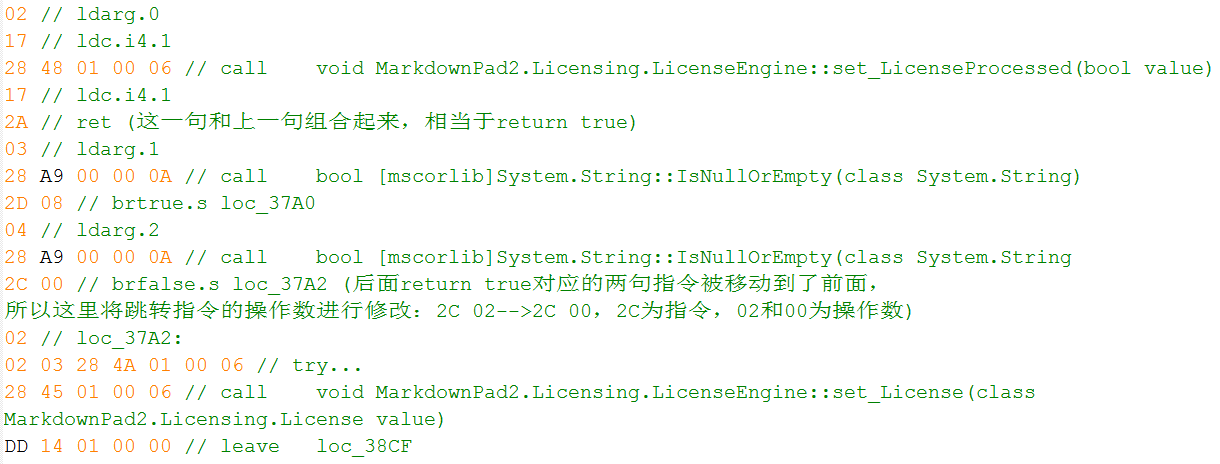 02 // ldarg.0
17 // ldc.i4.1
28 48 01 00 06 // call    void MarkdownPad2.Licensing.LicenseEngine::set_LicenseProcessed(bool value)
17 // ldc.i4.1
2A // ret (这一句和上一句组合起来，相当于return true)
03 // ldarg.1
28 A9 00 00 0A // call    bool [mscorlib]System.String::IsNullOrEmpty(class System.String)
2D 08 // brtrue.s loc_37A0
04 // ldarg.2
28 A9 00 00 0A // call    bool [mscorlib]System.String::IsNullOrEmpty(class System.String
2C 00 // brfalse.s loc_37A2 (后面return true对应的两句指令被移动到了前面，
所以这里将跳转指令的操作数进行修改：2C 02-->2C 00，2C为指令，02和00为操作数)
02 // loc_37A2:
02 03 28 4A 01 00 06 // try...
28 45 01 00 06 // call    void MarkdownPad2.Licensing.LicenseEngine::set_License(class
MarkdownPad2.Licensing.License value)
DD 14 01 00 00 // leave   loc_38CF